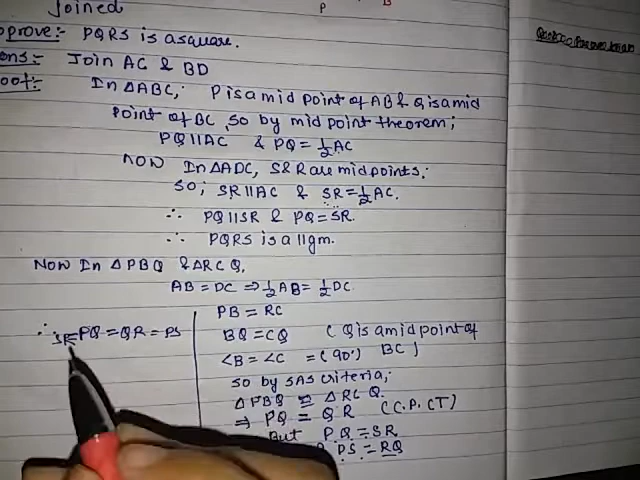 Joined
P B
prove:- PQRS is a square.
ons:- Join AC & BD
oof:- In △ABC, P is a mid point of AB & Q is a mid
point of BC, so by mid point theorem;
PQ||AC & PQ=½AC
NOW In △ADC, S&R are midpoints.
So; SR||AC & SR=½AC.
∴ PQ||SR & PQ=SR.
∴ PQRS is a ||gm.
NOW In △PBQ & △RCQ,
AB=DC ⇒ ½AB=½DC
PB=RC
BQ=CQ (Q is a mid point of
BC)
∠B=∠C =(90°)
so by SAS criteria;
△PBQ ≅ △RCQ.
⇒ PQ = QR (C.P.CT)
But PQ=SR
PS=RQ
∴ SR=PQ=QR=PS